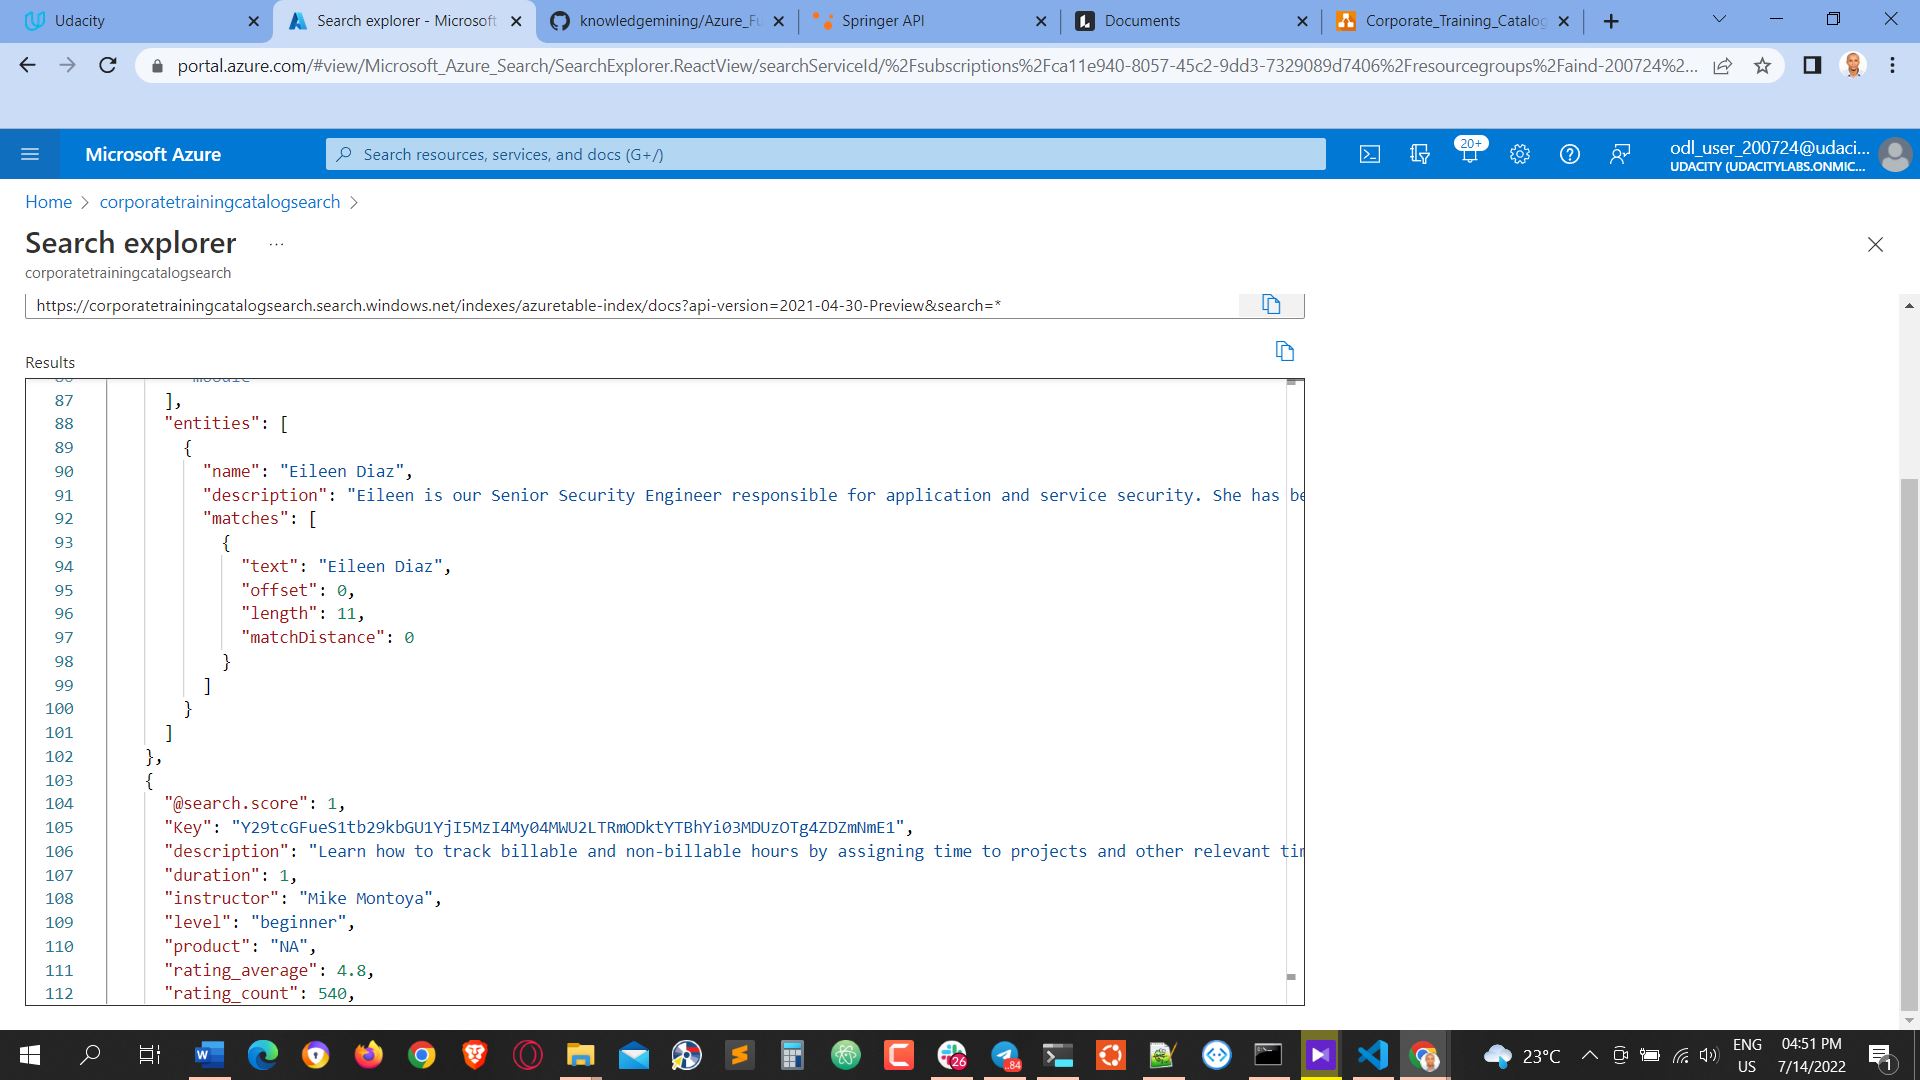 Udacity
Search explorer - Microsoft
knowledgemining/Azure_Fu
Springer API
Documents
Corporate_Training_Catalog
portal.azure.com/#view/Microsoft_Azure_Search/SearchExplorer.ReactView/searchServiceId/%2Fsubscriptions%2Fca11e940-8057-45c2-9dd3-7329089d7406%2Fresourcegroups%2Faind-200724%2...
Microsoft Azure
Search resources, services, and docs (G+/)
20+
odl_user_200724@udaci...
UDACITY (UDACITYLABS.ONMIC...
Home > corporatetrainingcatalogsearch >
Search explorer ...
corporatetrainingcatalogsearch
https://corporatetrainingcatalogsearch.search.windows.net/indexes/azuretable-index/docs?api-version=2021-04-30-Preview&search=*
Results
87 ],
88 "entities": [
89 {
90 "name": "Eileen Diaz",
91 "description": "Eileen is our Senior Security Engineer responsible for application and service security. She has be
92 "matches": [
93 {
94 "text": "Eileen Diaz",
95 "offset": 0,
96 "length": 11,
97 "matchDistance": 0
98 }
99 ]
100 }
101 ]
102 },
103 {
104 "@search.score": 1,
105 "Key": "Y29tcGFueS1tb29kbGU1YjI5MzI4My04MWU2LTRmODktYTBhYi03MDUzOTg4ZDZmNmE1",
106 "description": "Learn how to track billable and non-billable hours by assigning time to projects and other relevant tim
107 "duration": 1,
108 "instructor": "Mike Montoya",
109 "level": "beginner",
110 "product": "NA",
111 "rating_average": 4.8,
112 "rating_count": 540,
26
84
23°C
ENG
US
04:51 PM
7/14/2022
1